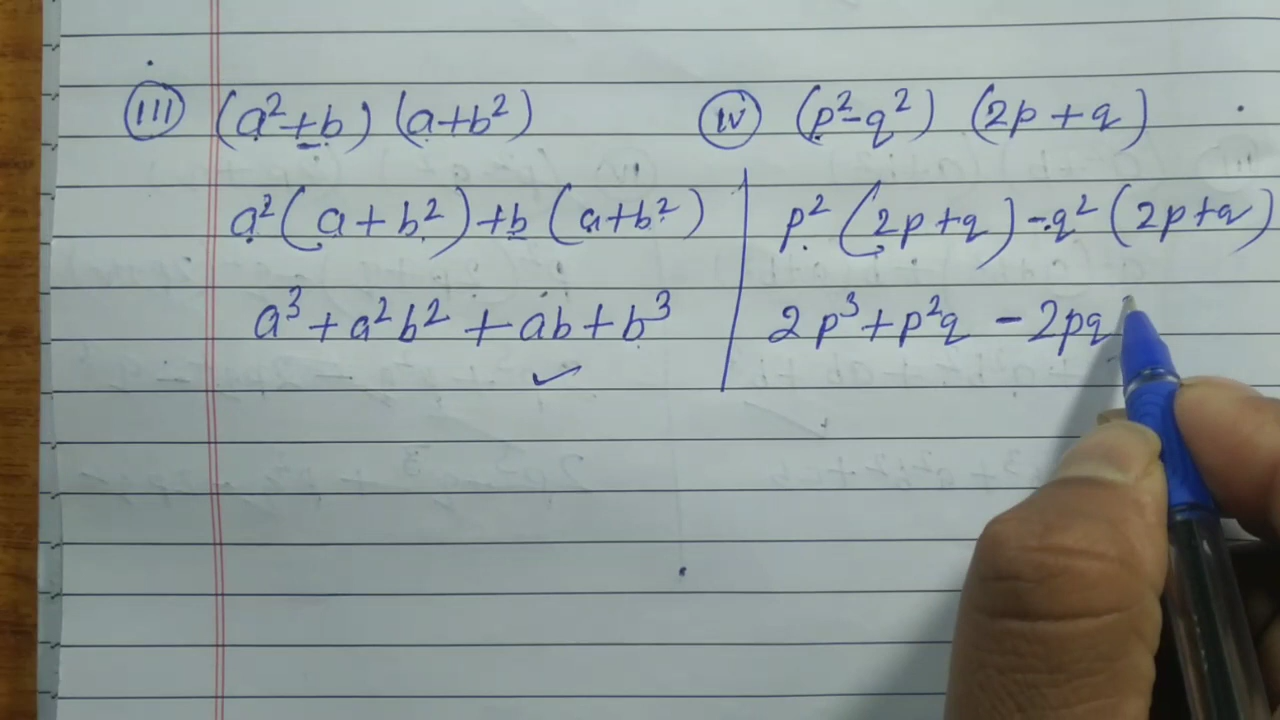 (iii) (a²+b) (a+b²)
a²(a+b²)+b(a+b²)
a³+a²b²+ab+b³ ✓
(iv) (p²-q²) (2p+q)
p²(2p+q)-q²(2p+q)
2p³+p²q-2pq